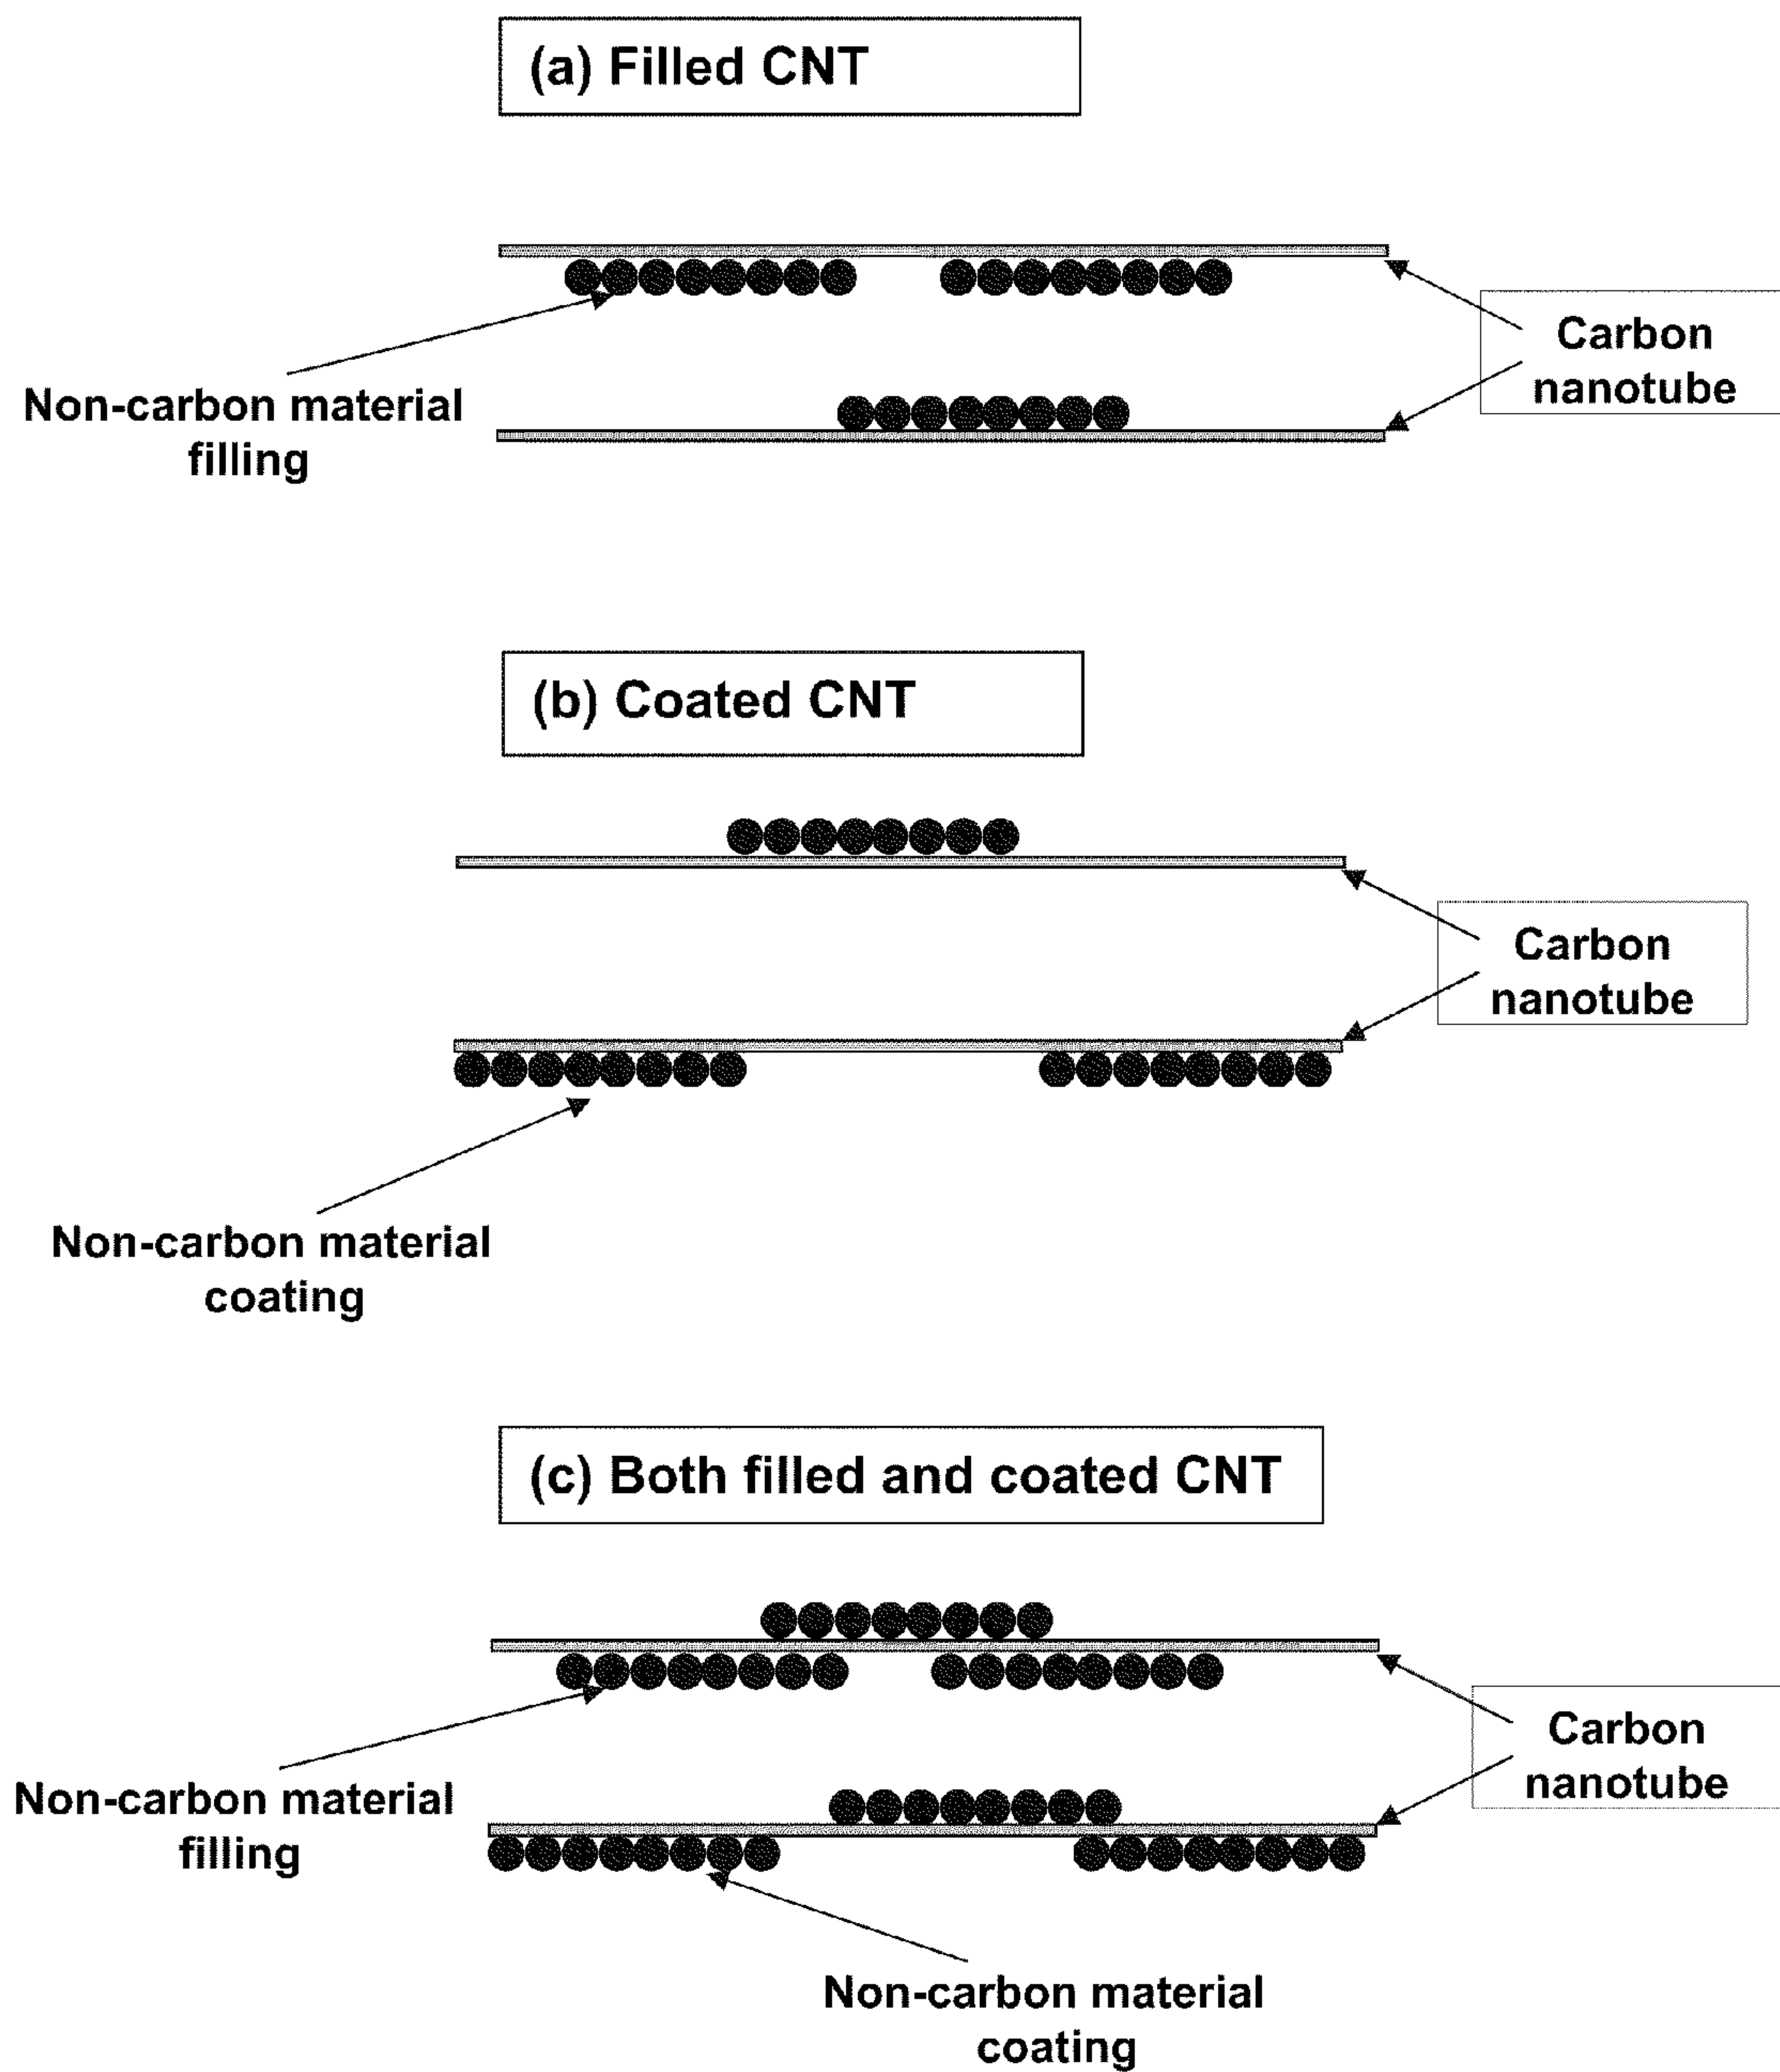 (a) Filled CNT
Non-carbon material
filling
Carbon
nanotube
(b) Coated CNT
Carbon
nanotube
Non-carbon material
coating
(c) Both filled and coated CNT
Carbon
nanotube
Non-carbon material
filling
Non-carbon material
coating